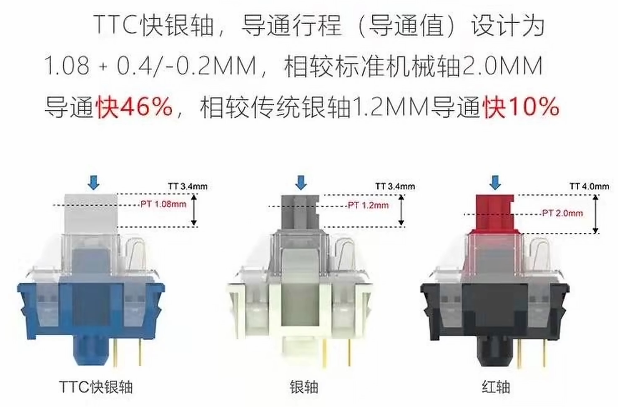 TTC快银轴，导通行程（导通值）设计为
1.08 + 0.4/-0.2MM，相较标准机械轴2.0MM
导通快46%，相较传统银轴1.2MM导通快10%
TT 3.4mm
PT 1.08mm
TT 3.4mm
PT 1.2mm
TT 4.0mm
PT 2.0mm
TTC快银轴
银轴
红轴